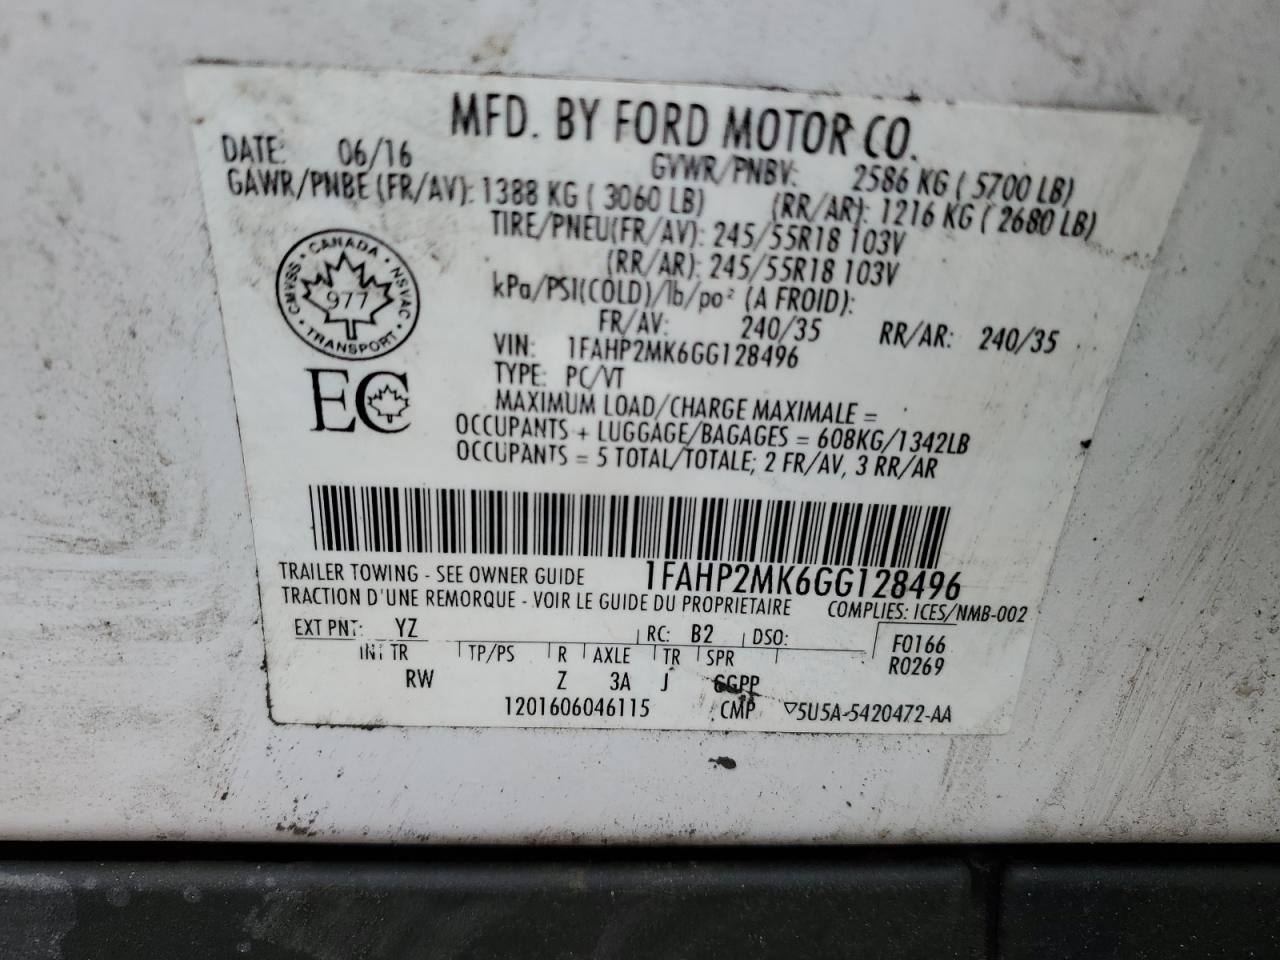 MFD. BY FORD MOTOR CO.
DATE: 06/16 GVWR/PNBV: 2586 KG ( 5700 LB)
GAWR/PNBE (FR/AV): 1388 KG ( 3060 LB) (RR/AR): 1216 KG ( 2680 LB)
TIRE/PNEU(FR/AV): 245/55R18 103V
(RR/AR): 245/55R18 103V
kPa/PSI(COLD)/lb/po² (A FROID):
FR/AV: 240/35 RR/AR: 240/35
VIN: 1FAHP2MK6GG128496
TYPE: PC/VT
MAXIMUM LOAD/CHARGE MAXIMALE =
OCCUPANTS + LUGGAGE/BAGAGES = 608KG/1342LB
OCCUPANTS = 5 TOTAL/TOTALE; 2 FR/AV, 3 RR/AR
CANADA • NSVAC • TRANSPORT • CMVSS •
977
EC
1FAHP2MK6GG128496
TRAILER TOWING - SEE OWNER GUIDE
TRACTION D'UNE REMORQUE - VOIR LE GUIDE DU PROPRIETAIRE COMPLIES: ICES/NMB-002
EXT PNT: YZ RC: B2 DSO: F0166
INT TR TP/PS R AXLE TR SPR R0269
RW Z 3A J GGPP
1201606046115 CMP ▽5U5A-5420472-AA